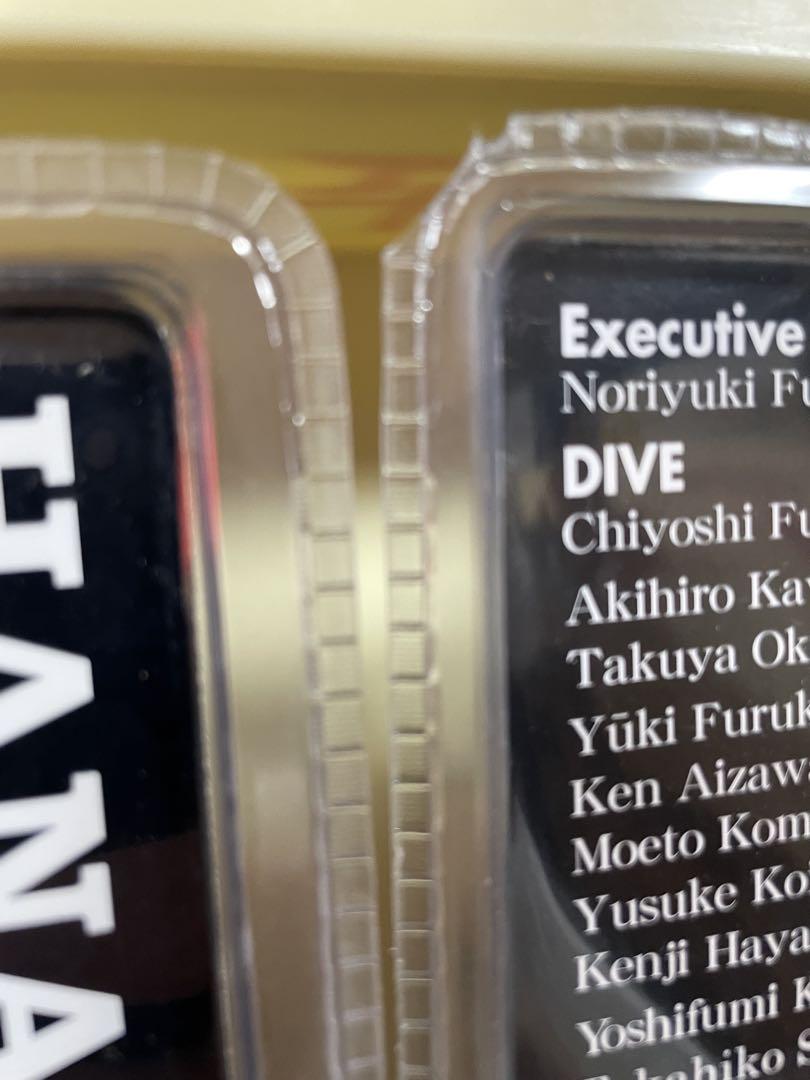 HANA
Executive
Noriyuki Fu
DIVE
Chiyoshi Fu
Akihiro Ka
Takuya Ok
Yūki Furuk
Ken Aizawa
Moeto Kom
Yusuke Ko
Kenji Haya
Yoshifumi K